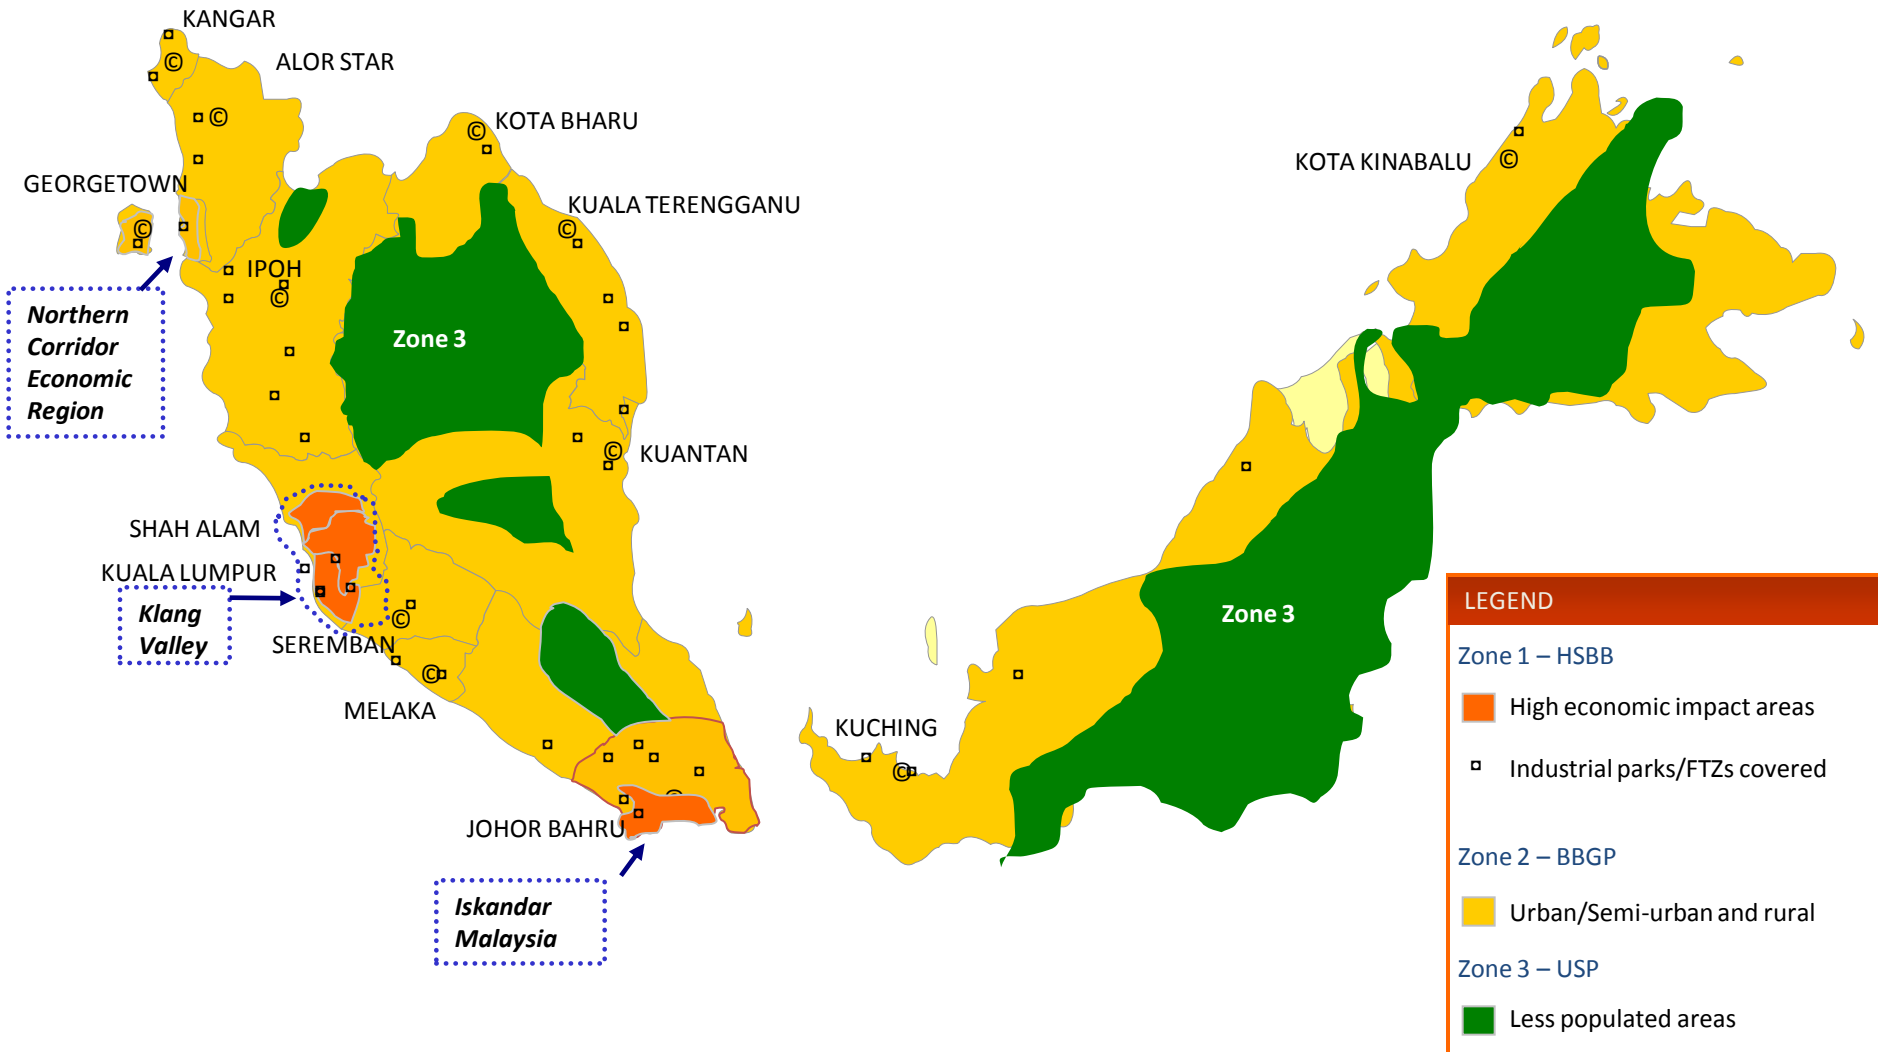 KANGAR
ALOR STAR
KOTA BHARU
GEORGETOWN
KUALA TERENGGANU
IPOH
Northern
Corridor
Economic
Region
Zone 3
KUANTAN
SHAH ALAM
KUALA LUMPUR
Klang
Valley
SEREMBAN
MELAKA
JOHOR BAHRU
Iskandar
Malaysia
KOTA KINABALU
Zone 3
KUCHING
LEGEND
Zone 1 – HSBB
High economic impact areas
Industrial parks/FTZs covered
Zone 2 – BBGP
Urban/Semi-urban and rural
Zone 3 – USP
Less populated areas